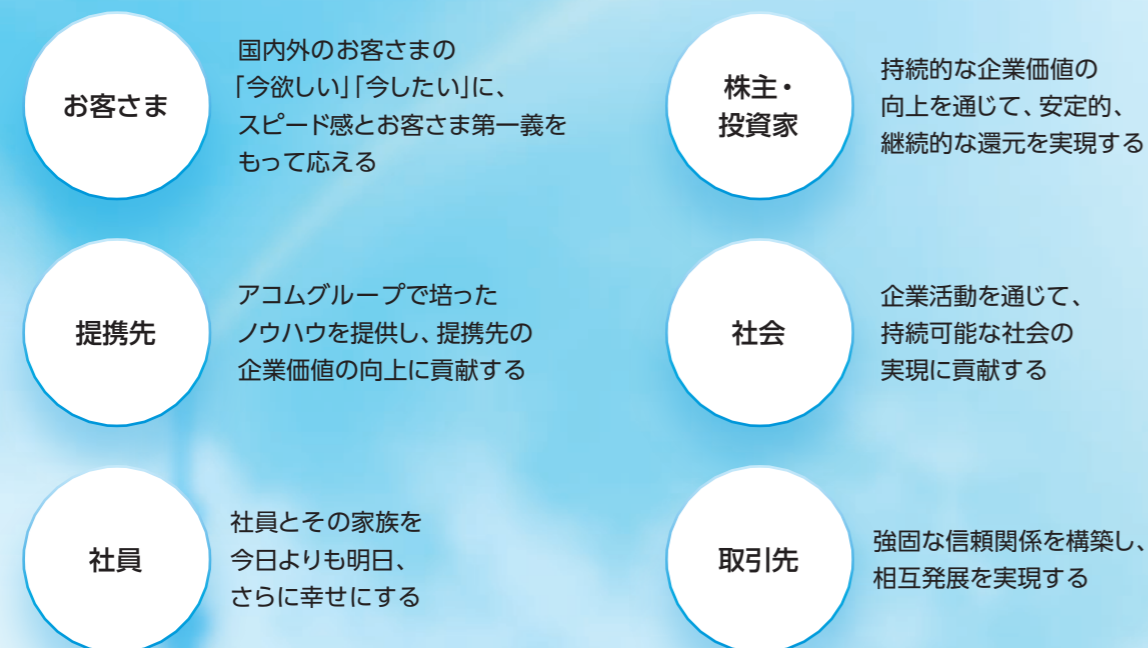 お客さま
国内外のお客さまの
「今欲しい」「今したい」に、
スピード感とお客さま第一義を
もって応える
株主・
投資家
持続的な企業価値の
向上を通じて、安定的、
継続的な還元を実現する
提携先
アコムグループで培った
ノウハウを提供し、提携先の
企業価値の向上に貢献する
社会
企業活動を通じて、
持続可能な社会の
実現に貢献する
社員
社員とその家族を
今日よりも明日、
さらに幸せにする
取引先
強固な信頼関係を構築し、
相互発展を実現する